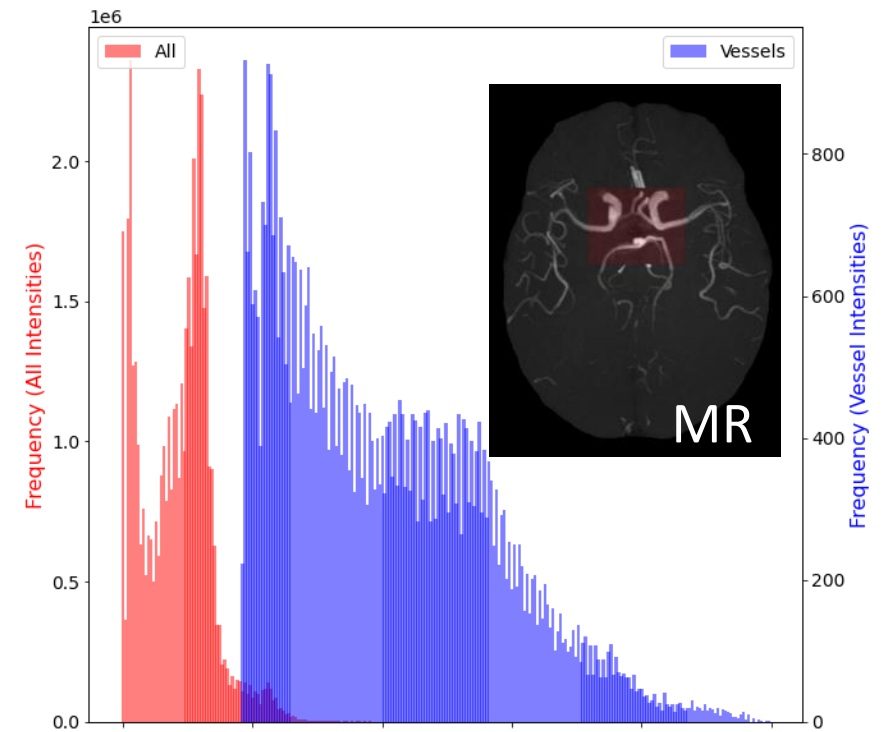 1e6
All
Vessels
2.0
1.5
1.0
0.5
0.0
Frequency (All Intensities)
800
600
400
200
0
Frequency (Vessel Intensities)
MR